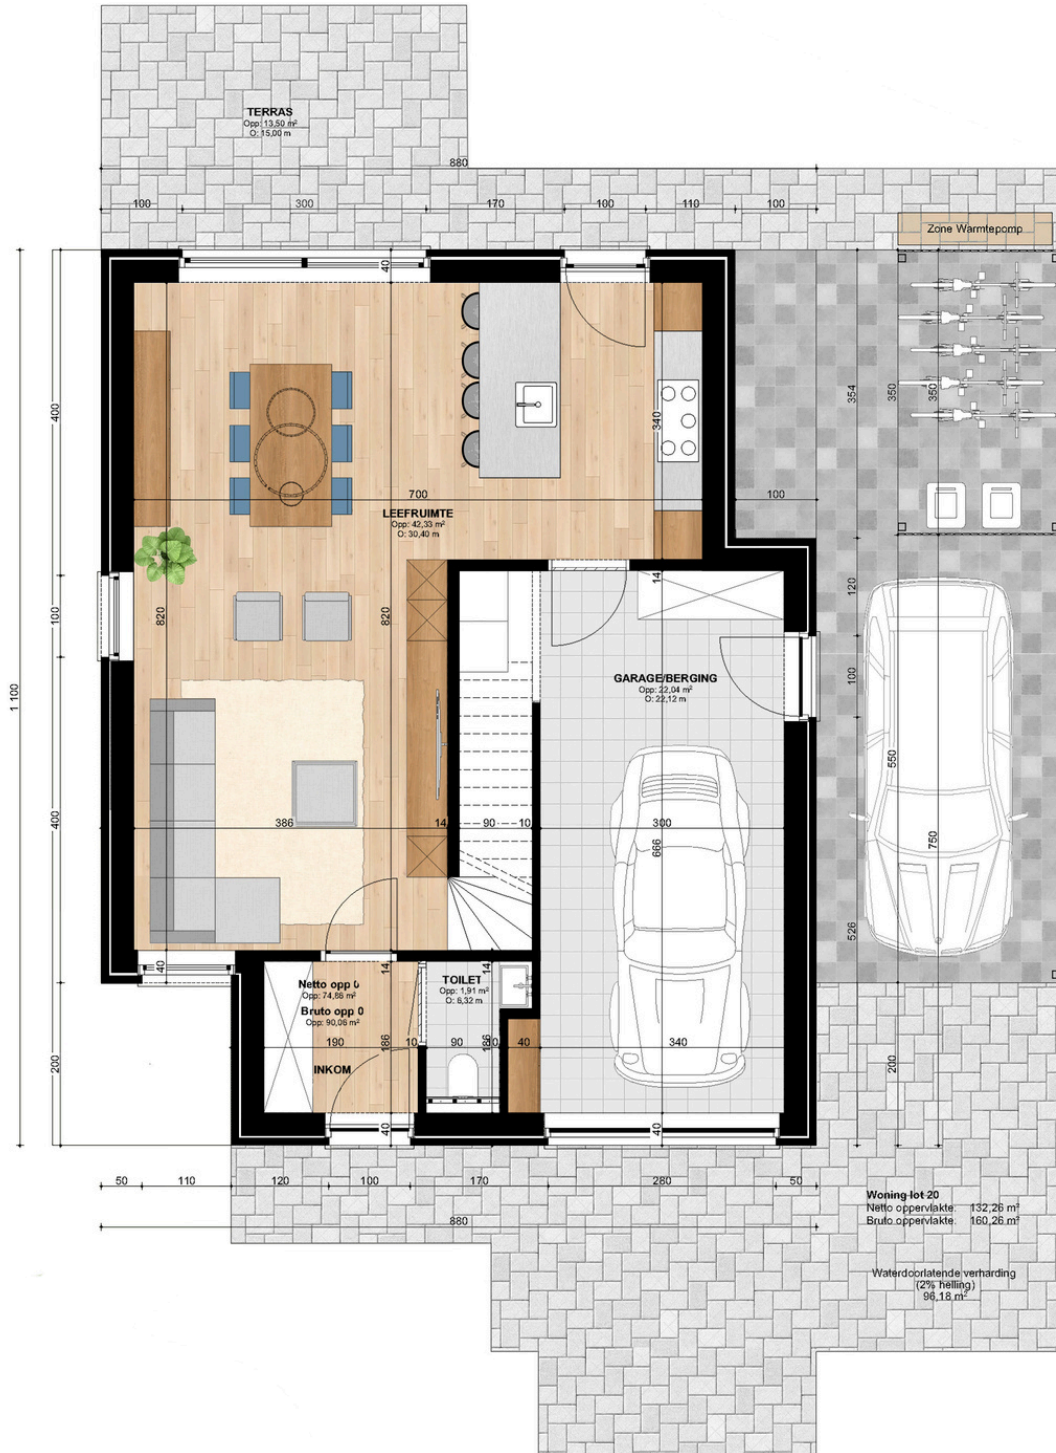 TERRAS
Opp: 13,50 m²
O: 15,00 m
880
100 300 170 100 110 100
Zone Warmtepomp
40
400
354
350
350
340
700
100
LEEFRUIMTE
Opp: 42,33 m²
O: 30,40 m
14
120
100
1 100
820
820
GARAGE/BERGING
Opp: 22,04 m²
O: 22,12 m
100
550
400
386 14 90 10 300
666
750
526
40
14
14
Netto opp 0
Opp: 74,86 m²
Bruto opp 0
Opp: 90,06 m²
TOILET
Opp: 1,91 m²
O: 6,32 m
190 10 90 10 40 340
186
186
INKOM
200
200
40
40
50 110 120 100 170 280 50
880
Woning lot 20
Netto oppervlakte: 132,26 m²
Bruto oppervlakte: 160,26 m²
Waterdoorlatende verharding
(2% helling)
96,18 m²